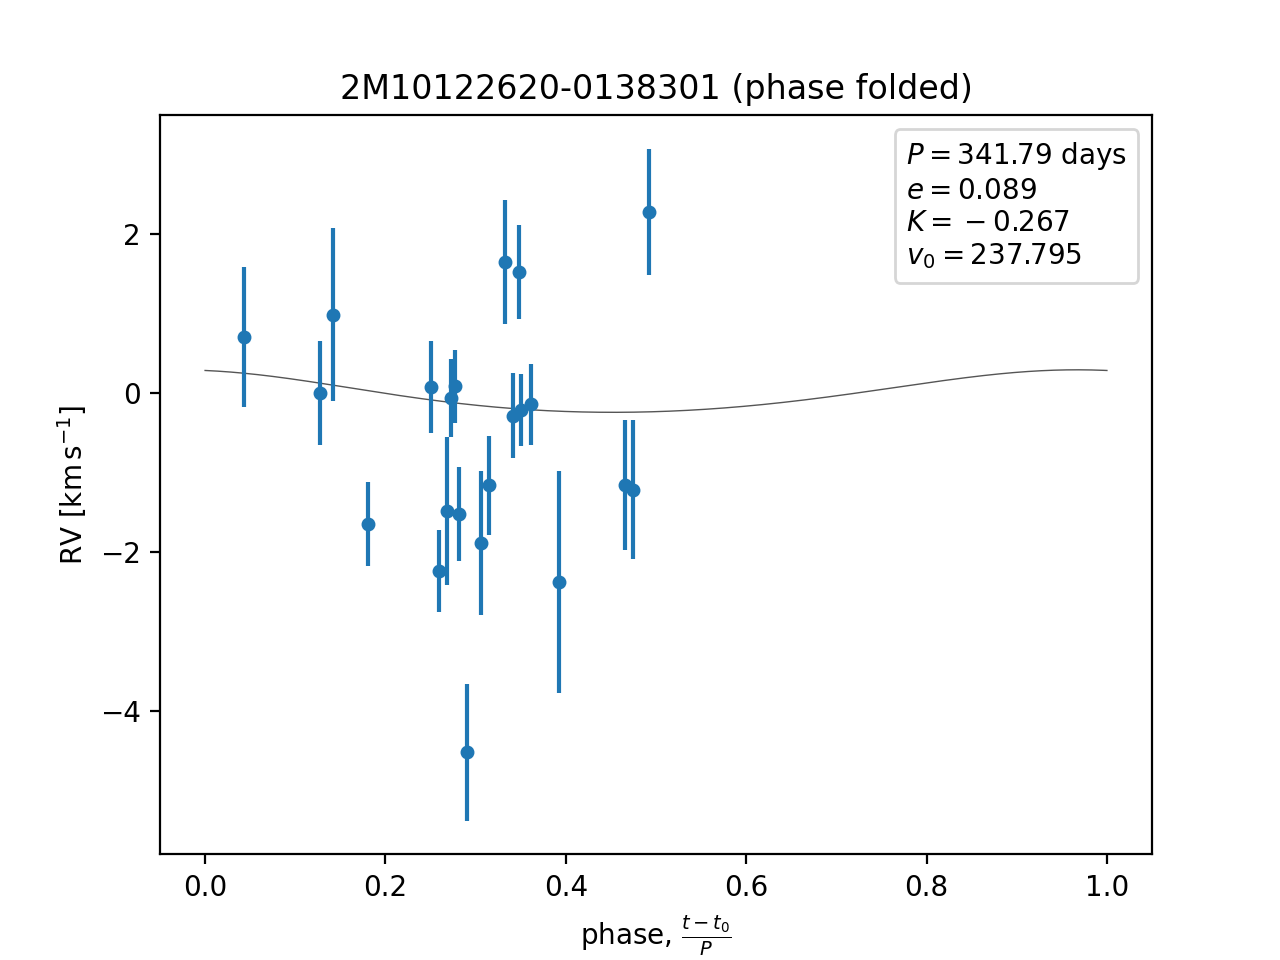 2M10122620-0138301 (phase folded)
P = 341.79 days
e = 0.089
K = −0.267
v₀ = 237.795
2
0
−2
−4
RV [km s⁻¹]
0.0 0.2 0.4 0.6 0.8 1.0
phase, (t − t₀)/P